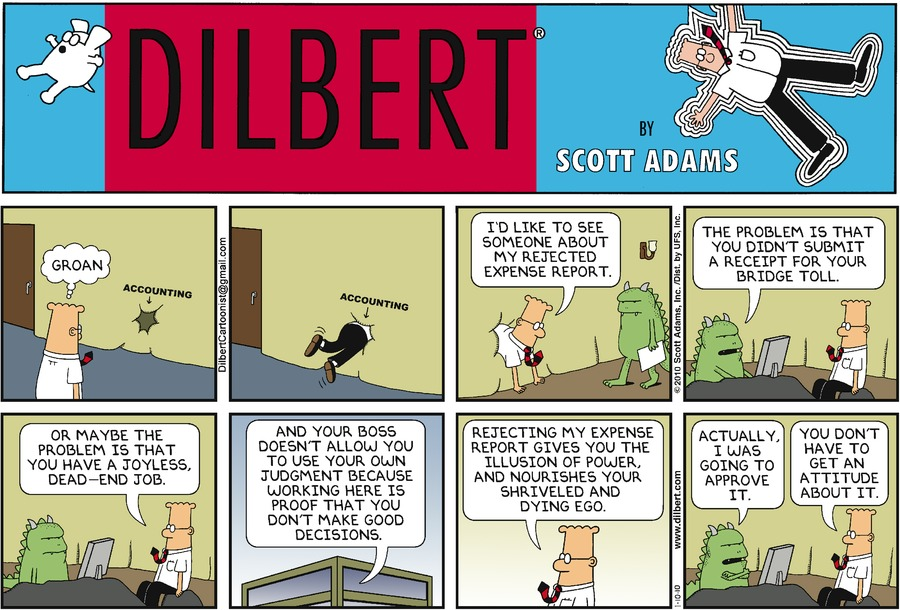 DILBERT®
BY
SCOTT ADAMS
GROAN
ACCOUNTING
DilbertCartoonist@gmail.com
ACCOUNTING
I'D LIKE TO SEE
SOMEONE ABOUT
MY REJECTED
EXPENSE REPORT.
© 2010 Scott Adams, Inc. /Dist. by UFS, Inc.
THE PROBLEM IS THAT
YOU DIDN'T SUBMIT
A RECEIPT FOR YOUR
BRIDGE TOLL.
OR MAYBE THE
PROBLEM IS THAT
YOU HAVE A JOYLESS,
DEAD-END JOB.
AND YOUR BOSS
DOESN'T ALLOW YOU
TO USE YOUR OWN
JUDGMENT BECAUSE
WORKING HERE IS
PROOF THAT YOU
DON'T MAKE GOOD
DECISIONS.
REJECTING MY EXPENSE
REPORT GIVES YOU THE
ILLUSION OF POWER,
AND NOURISHES YOUR
SHRIVELED AND
DYING EGO.
www.dilbert.com
1-10-10
ACTUALLY,
I WAS
GOING TO
APPROVE
IT.
YOU DON'T
HAVE TO
GET AN
ATTITUDE
ABOUT IT.